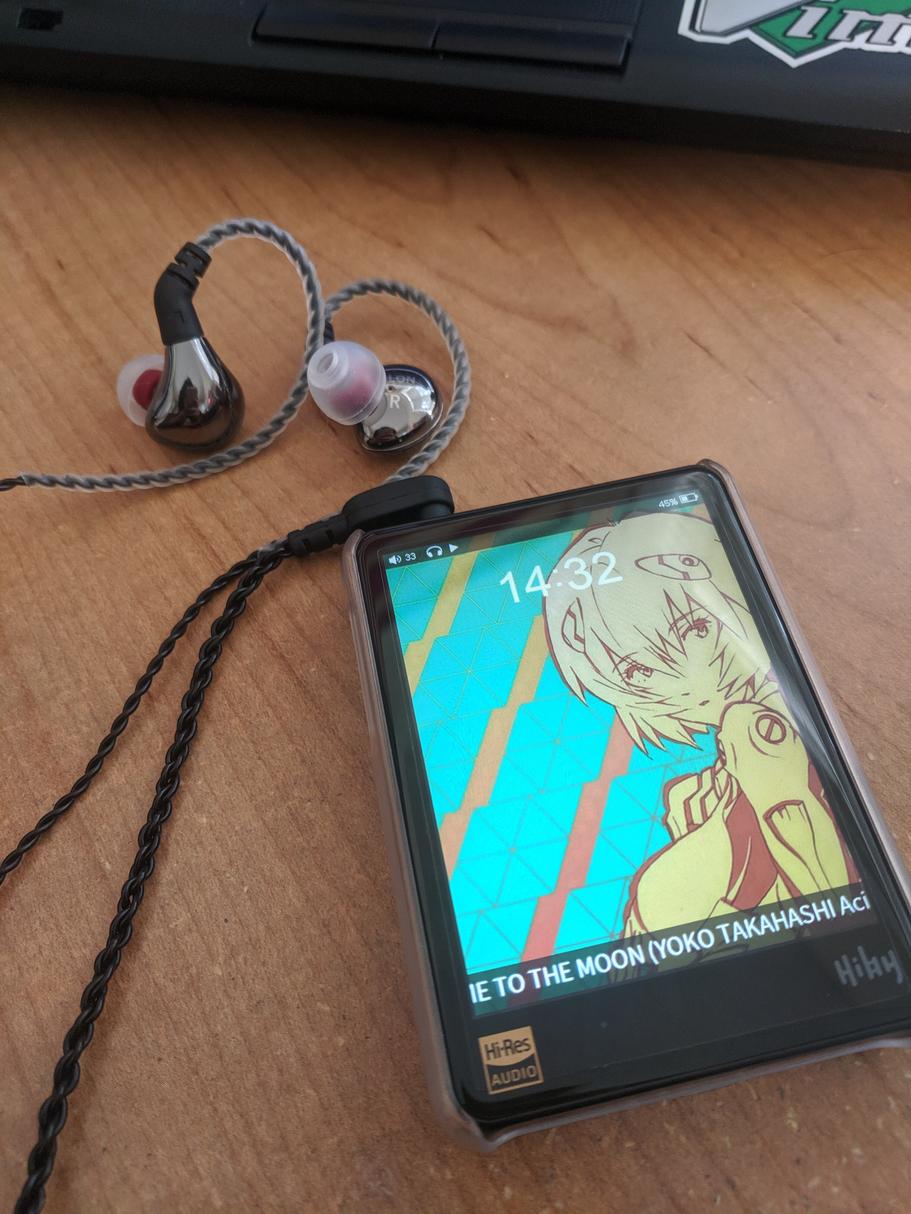 R
33
45%
14:32
IE TO THE MOON (YOKO TAKAHASHI Aci
HiBy
Hi-Res
AUDIO